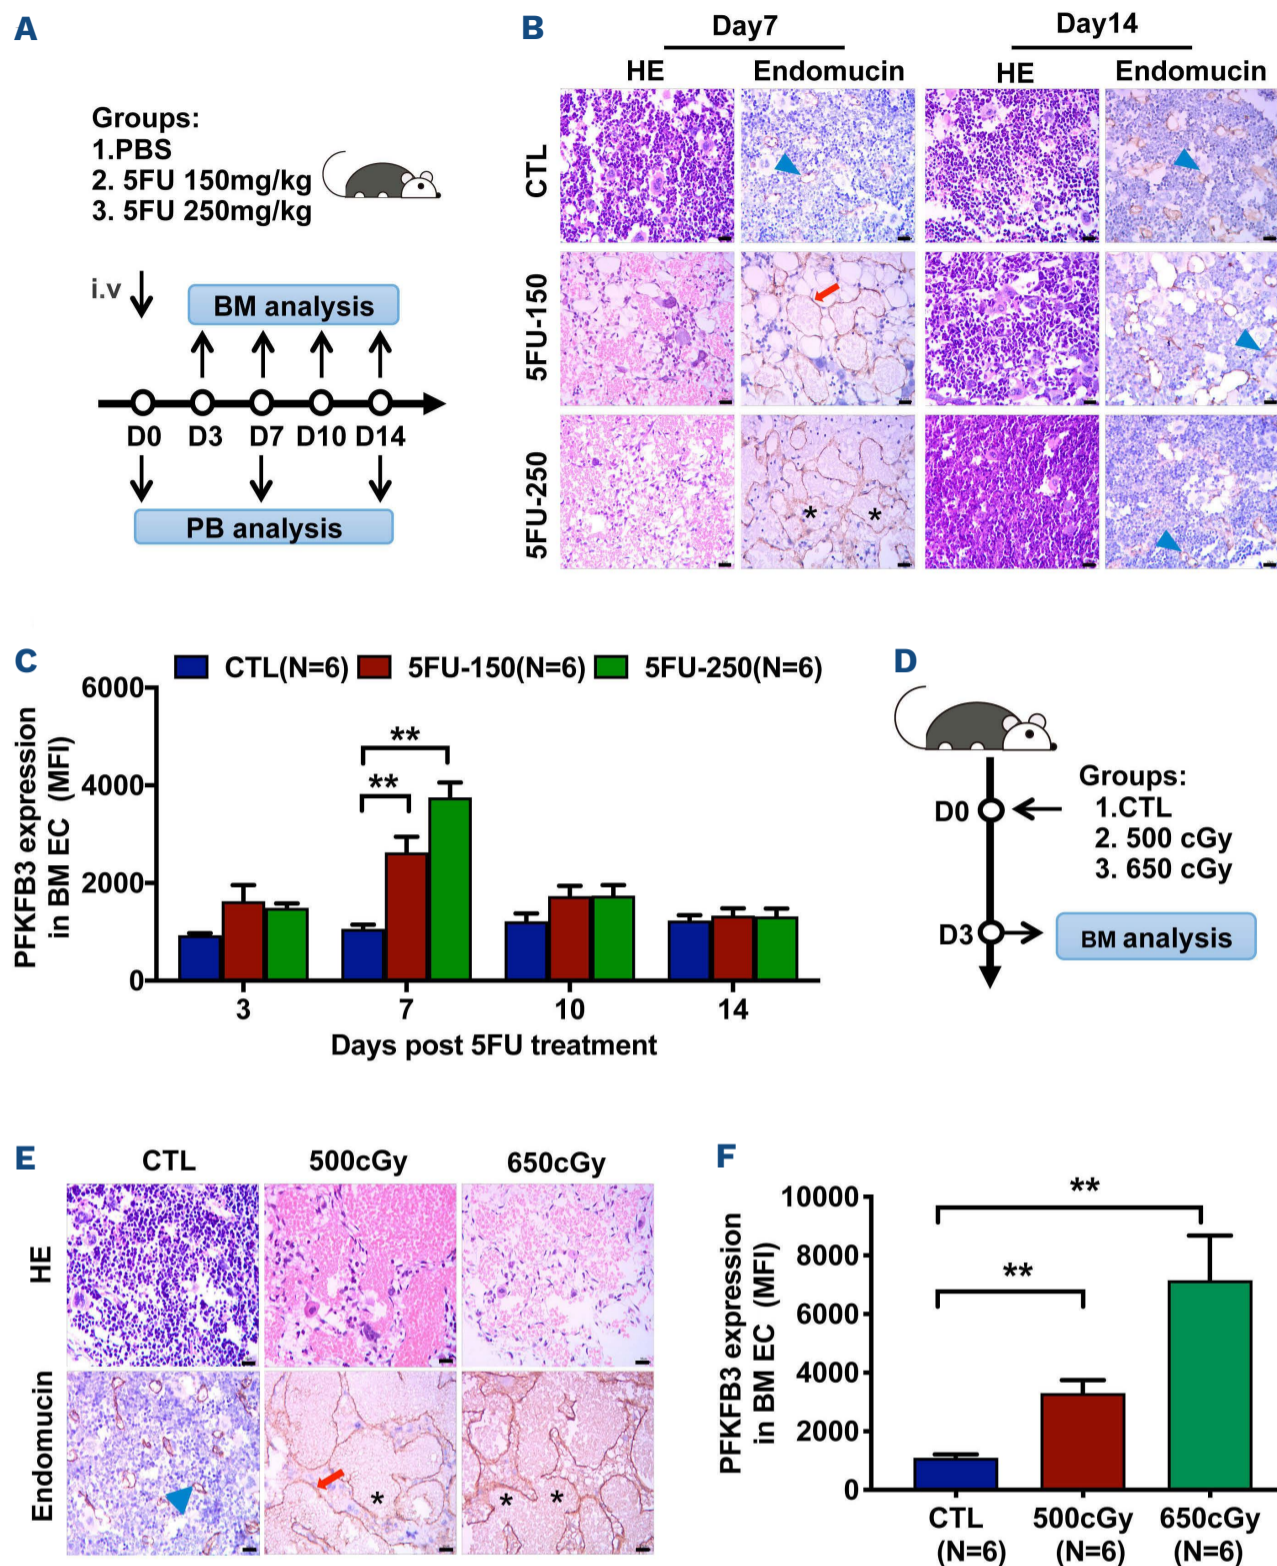 A
Groups:
1.PBS
2. 5FU 150mg/kg
3. 5FU 250mg/kg
i.v
BM analysis
D0 D3 D7 D10 D14
PB analysis
B
Day7 Day14
HE Endomucin HE Endomucin
CTL
5FU-150
5FU-250
* *
C
CTL(N=6) 5FU-150(N=6) 5FU-250(N=6)
PFKFB3 expression
in BM EC (MFI)
6000
4000
2000
0
**
**
3 7 10 14
Days post 5FU treatment
D
Groups:
1.CTL
2. 500 cGy
3. 650 cGy
D0
D3
BM analysis
E
CTL 500cGy 650cGy
HE
Endomucin
* * *
F
PFKFB3 expression
in BM EC (MFI)
10000
8000
6000
4000
2000
0
**
**
CTL 500cGy 650cGy
(N=6) (N=6) (N=6)